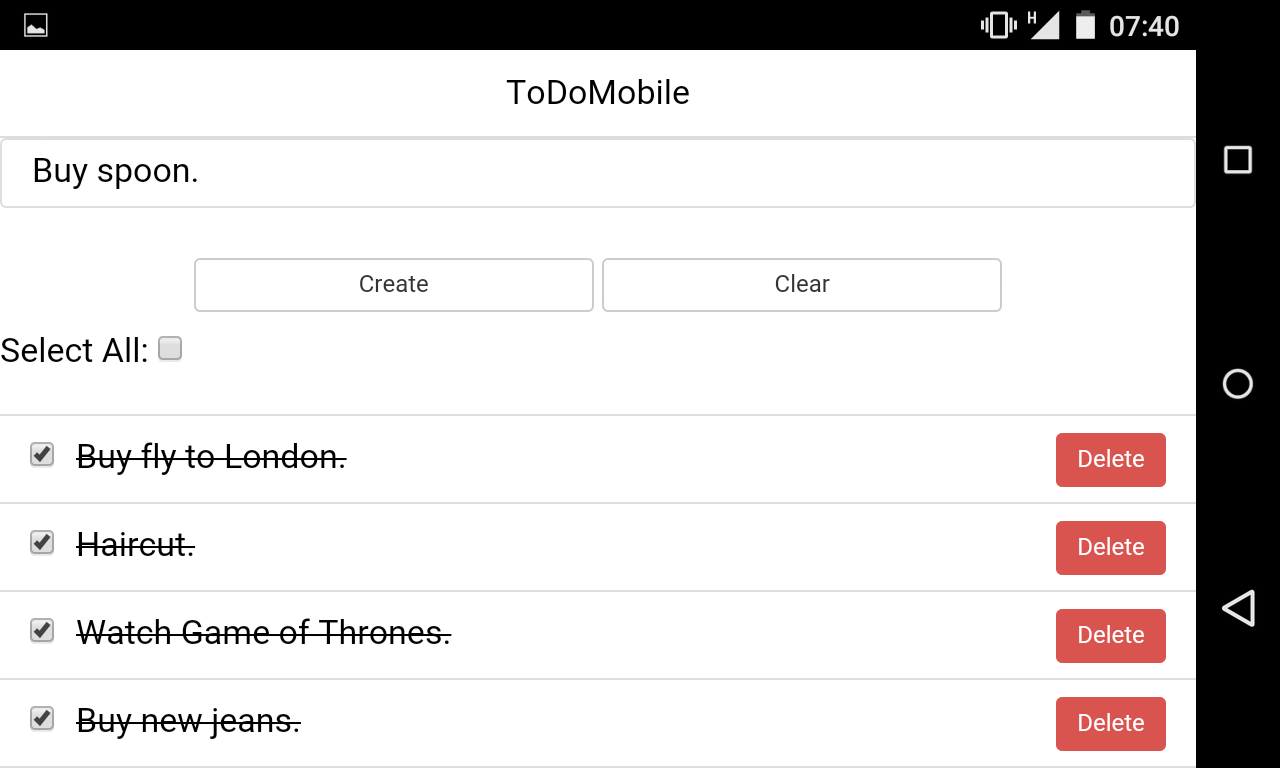 H 07:40
ToDoMobile
Buy spoon.
Create Clear
Select All:
Buy fly to London. Delete
Haircut. Delete
Watch Game of Thrones. Delete
Buy new jeans. Delete